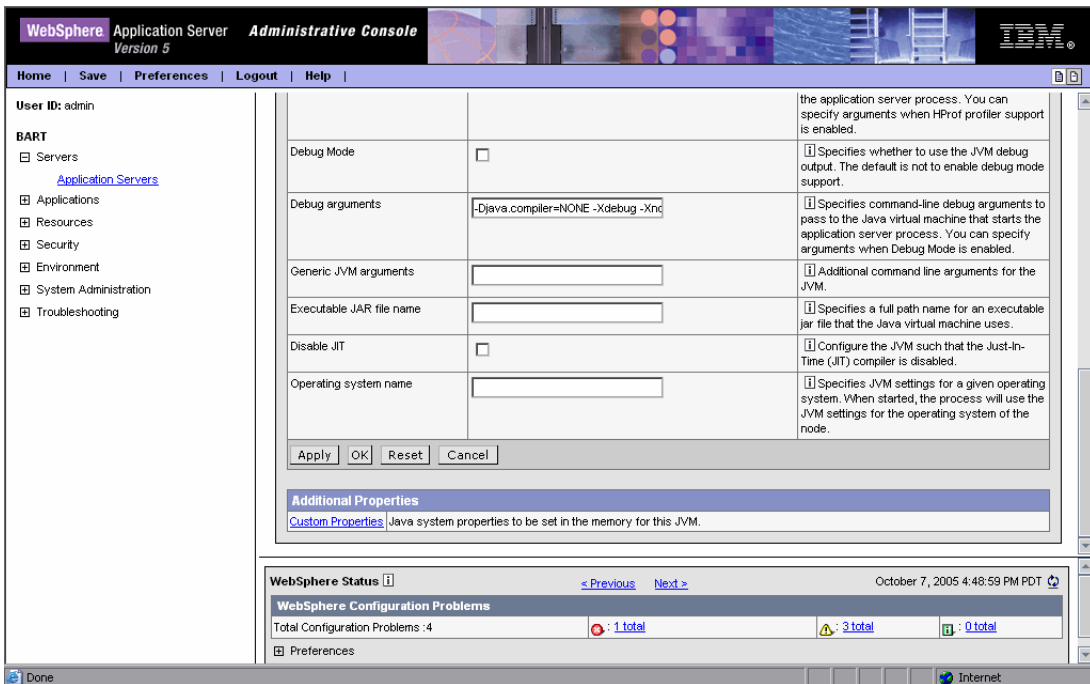 WebSphere Application Server Administrative Console
Version 5
IBM®
Home | Save | Preferences | Logout | Help |
User ID: admin
BART
Servers
Application Servers
Applications
Resources
Security
Environment
System Administration
Troubleshooting
the application server process. You can
specify arguments when HProf profiler support
is enabled.
Debug Mode
i Specifies whether to use the JVM debug
output. The default is not to enable debug mode
support.
Debug arguments
-Djava.compiler=NONE -Xdebug -Xnc
i Specifies command-line debug arguments to
pass to the Java virtual machine that starts the
application server process. You can specify
arguments when Debug Mode is enabled.
Generic JVM arguments
i Additional command line arguments for the
JVM.
Executable JAR file name
i Specifies a full path name for an executable
jar file that the Java virtual machine uses.
Disable JIT
i Configure the JVM such that the Just-In-
Time (JIT) compiler is disabled.
Operating system name
i Specifies JVM settings for a given operating
system. When started, the process will use the
JVM settings for the operating system of the
node.
Apply OK Reset Cancel
Additional Properties
Custom Properties Java system properties to be set in the memory for this JVM.
WebSphere Status i < Previous Next > October 7, 2005 4:48:59 PM PDT
WebSphere Configuration Problems
Total Configuration Problems :4 : 1 total : 3 total : 0 total
Preferences
Done Internet